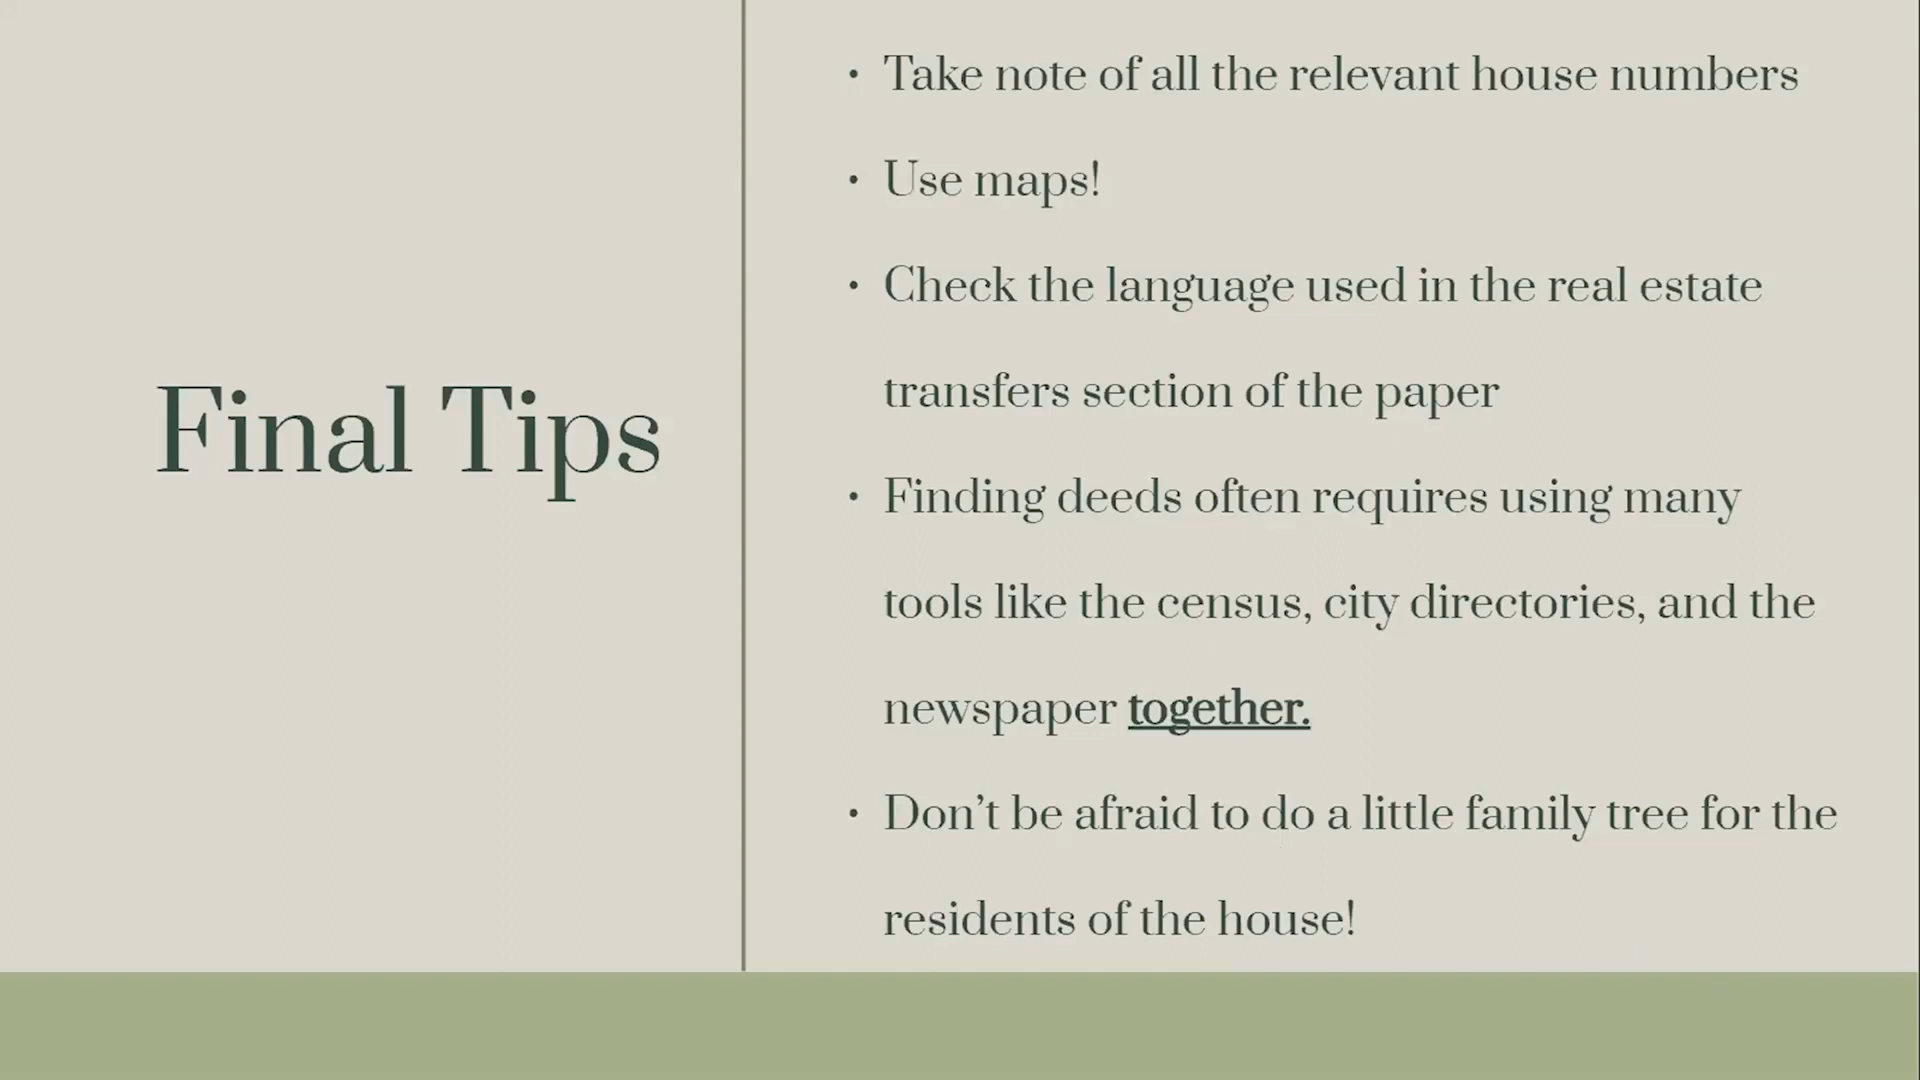 Final Tips
• Take note of all the relevant house numbers
• Use maps!
• Check the language used in the real estate
transfers section of the paper
• Finding deeds often requires using many
tools like the census, city directories, and the
newspaper together.
• Don’t be afraid to do a little family tree for the
residents of the house!